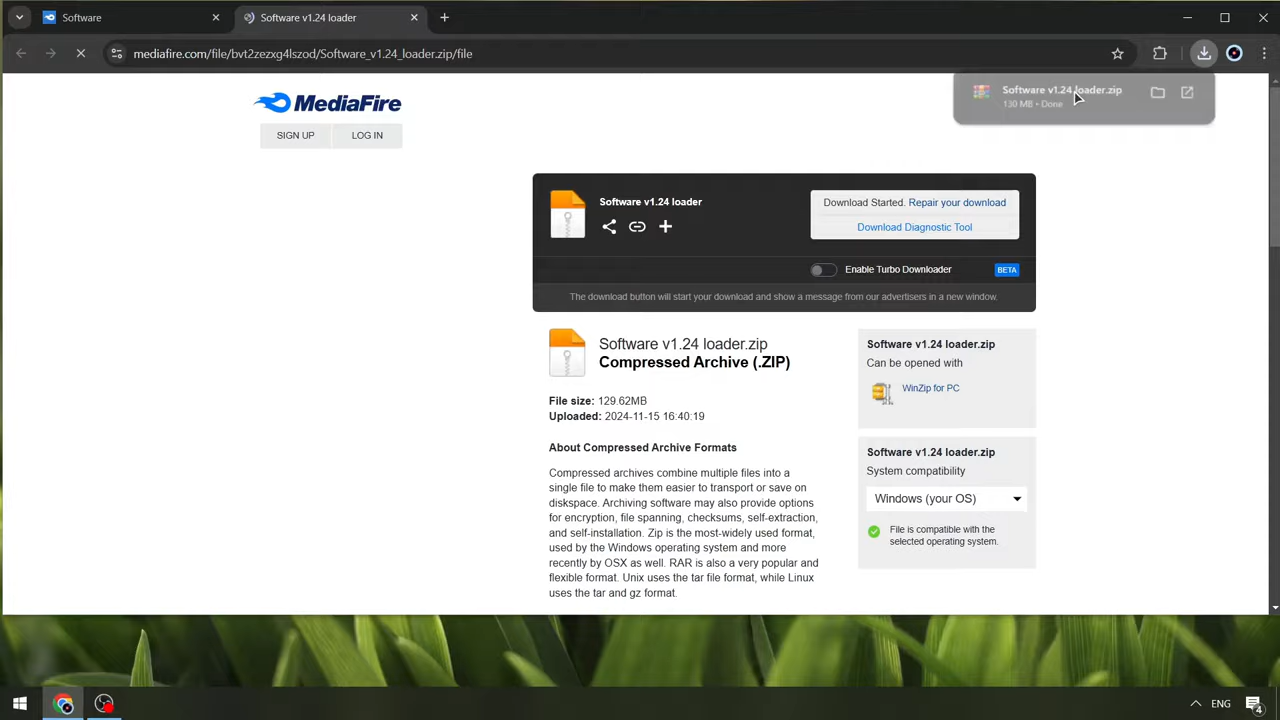 Software
Software v1.24 loader
mediafire.com/file/bvt2zezxg4lszod/Software_v1.24_loader.zip/file
Software v1.24 loader.zip
130 MB • Done
MediaFire
SIGN UP
LOG IN
Software v1.24 loader
Download Started. Repair your download
Download Diagnostic Tool
Enable Turbo Downloader
BETA
The download button will start your download and show a message from our advertisers in a new window.
Software v1.24 loader.zip
Compressed Archive (.ZIP)
File size: 129.62MB
Uploaded: 2024-11-15 16:40:19
About Compressed Archive Formats
Compressed archives combine multiple files into a
single file to make them easier to transport or save on
diskspace. Archiving software may also provide options
for encryption, file spanning, checksums, self-extraction,
and self-installation. Zip is the most-widely used format,
used by the Windows operating system and more
recently by OSX as well. RAR is also a very popular and
flexible format. Unix uses the tar file format, while Linux
uses the tar and gz format.
Software v1.24 loader.zip
Can be opened with
WinZip for PC
Software v1.24 loader.zip
System compatibility
Windows (your OS)
File is compatible with the
selected operating system.
ENG
4